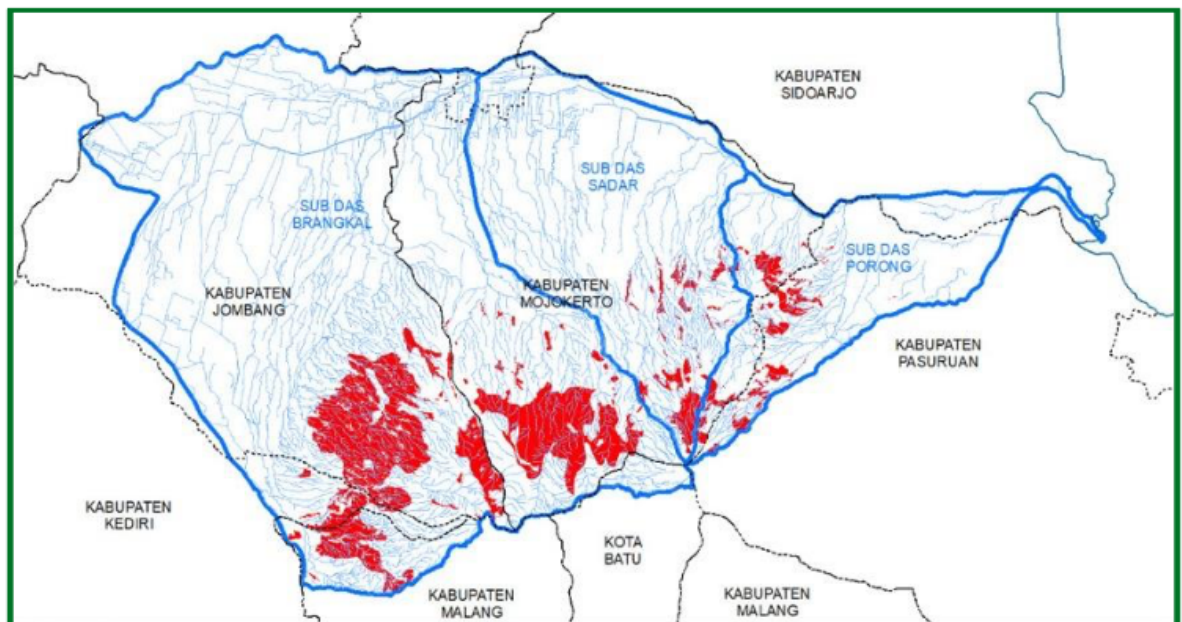 KABUPATEN
SIDOARJO
SUB DAS
SADAR
SUB DAS
BRANGKAL
SUB DAS
PORONG
KABUPATEN
JOMBANG
KABUPATEN
MOJOKERTO
KABUPATEN
PASURUAN
KABUPATEN
KEDIRI
KOTA
BATU
KABUPATEN
MALANG
KABUPATEN
MALANG